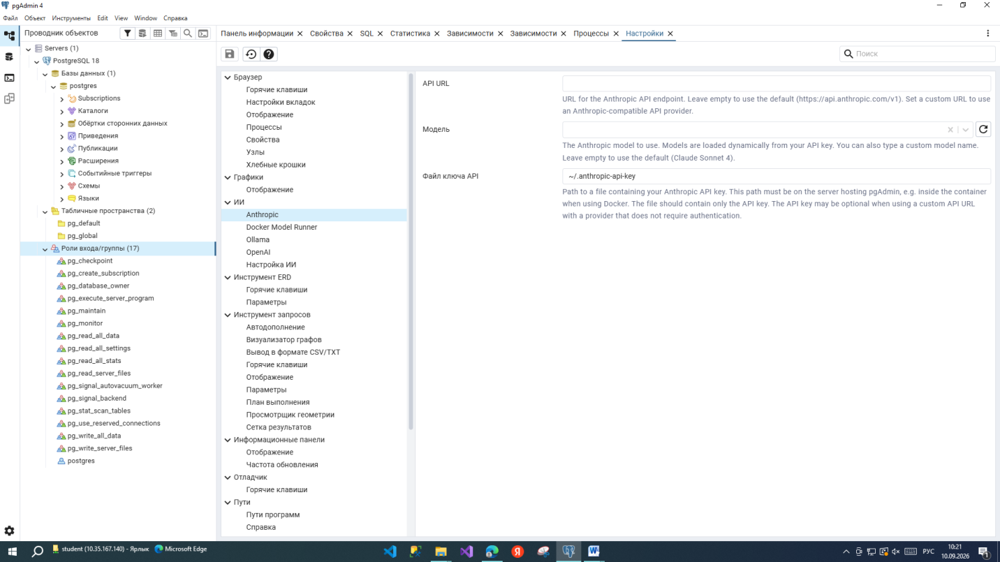 pgAdmin 4
Файл Объект Инструменты Edit View Window Справка
Проводник объектов
Панель информации Свойства SQL Статистика Зависимости Зависимости Процессы Настройки
Поиск
Servers (1)
PostgreSQL 18
Базы данных (1)
postgres
Subscriptions
Каталоги
Обёртки сторонних данных
Приведения
Публикации
Расширения
Событийные триггеры
Схемы
Языки
Табличные пространства (2)
pg_default
pg_global
Роли входа/группы (17)
pg_checkpoint
pg_create_subscription
pg_database_owner
pg_execute_server_program
pg_maintain
pg_monitor
pg_read_all_data
pg_read_all_settings
pg_read_all_stats
pg_read_server_files
pg_signal_autovacuum_worker
pg_signal_backend
pg_stat_scan_tables
pg_use_reserved_connections
pg_write_all_data
pg_write_server_files
postgres
Браузер
Горячие клавиши
Настройки вкладок
Отображение
Процессы
Свойства
Узлы
Хлебные крошки
Графики
Отображение
ИИ
Anthropic
Docker Model Runner
Ollama
OpenAI
Настройка ИИ
Инструмент ERD
Горячие клавиши
Параметры
Инструмент запросов
Автодополнение
Визуализатор графов
Вывод в формате CSV/TXT
Горячие клавиши
Отображение
Параметры
План выполнения
Просмотрщик геометрии
Сетка результатов
Информационные панели
Отображение
Частота обновления
Отладчик
Горячие клавиши
Пути
Пути программ
Справка
API URL
URL for the Anthropic API endpoint. Leave empty to use the default (https://api.anthropic.com/v1). Set a custom URL to use
an Anthropic-compatible API provider.
Модель
The Anthropic model to use. Models are loaded dynamically from your API key. You can also type a custom model name.
Leave empty to use the default (Claude Sonnet 4).
Файл ключа API
~/.anthropic-api-key
Path to a file containing your Anthropic API key. This path must be on the server hosting pgAdmin, e.g. inside the container
when using Docker. The file should contain only the API key. The API key may be optional when using a custom API URL
with a provider that does not require authentication.
student (10.35.167.140) - Ярлык Microsoft Edge
РУС
10:21
10.09.2026
1